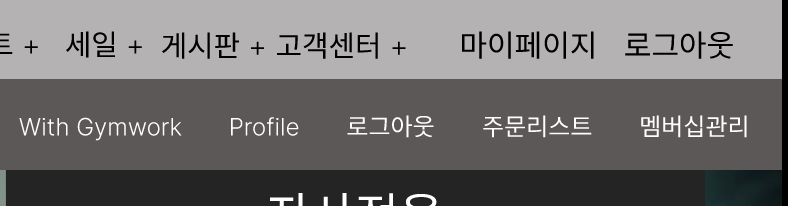 + 세일 + 게시판 + 고객센터 + 마이페이지 로그아웃
With Gymwork Profile 로그아웃 주문리스트 멤버십관리